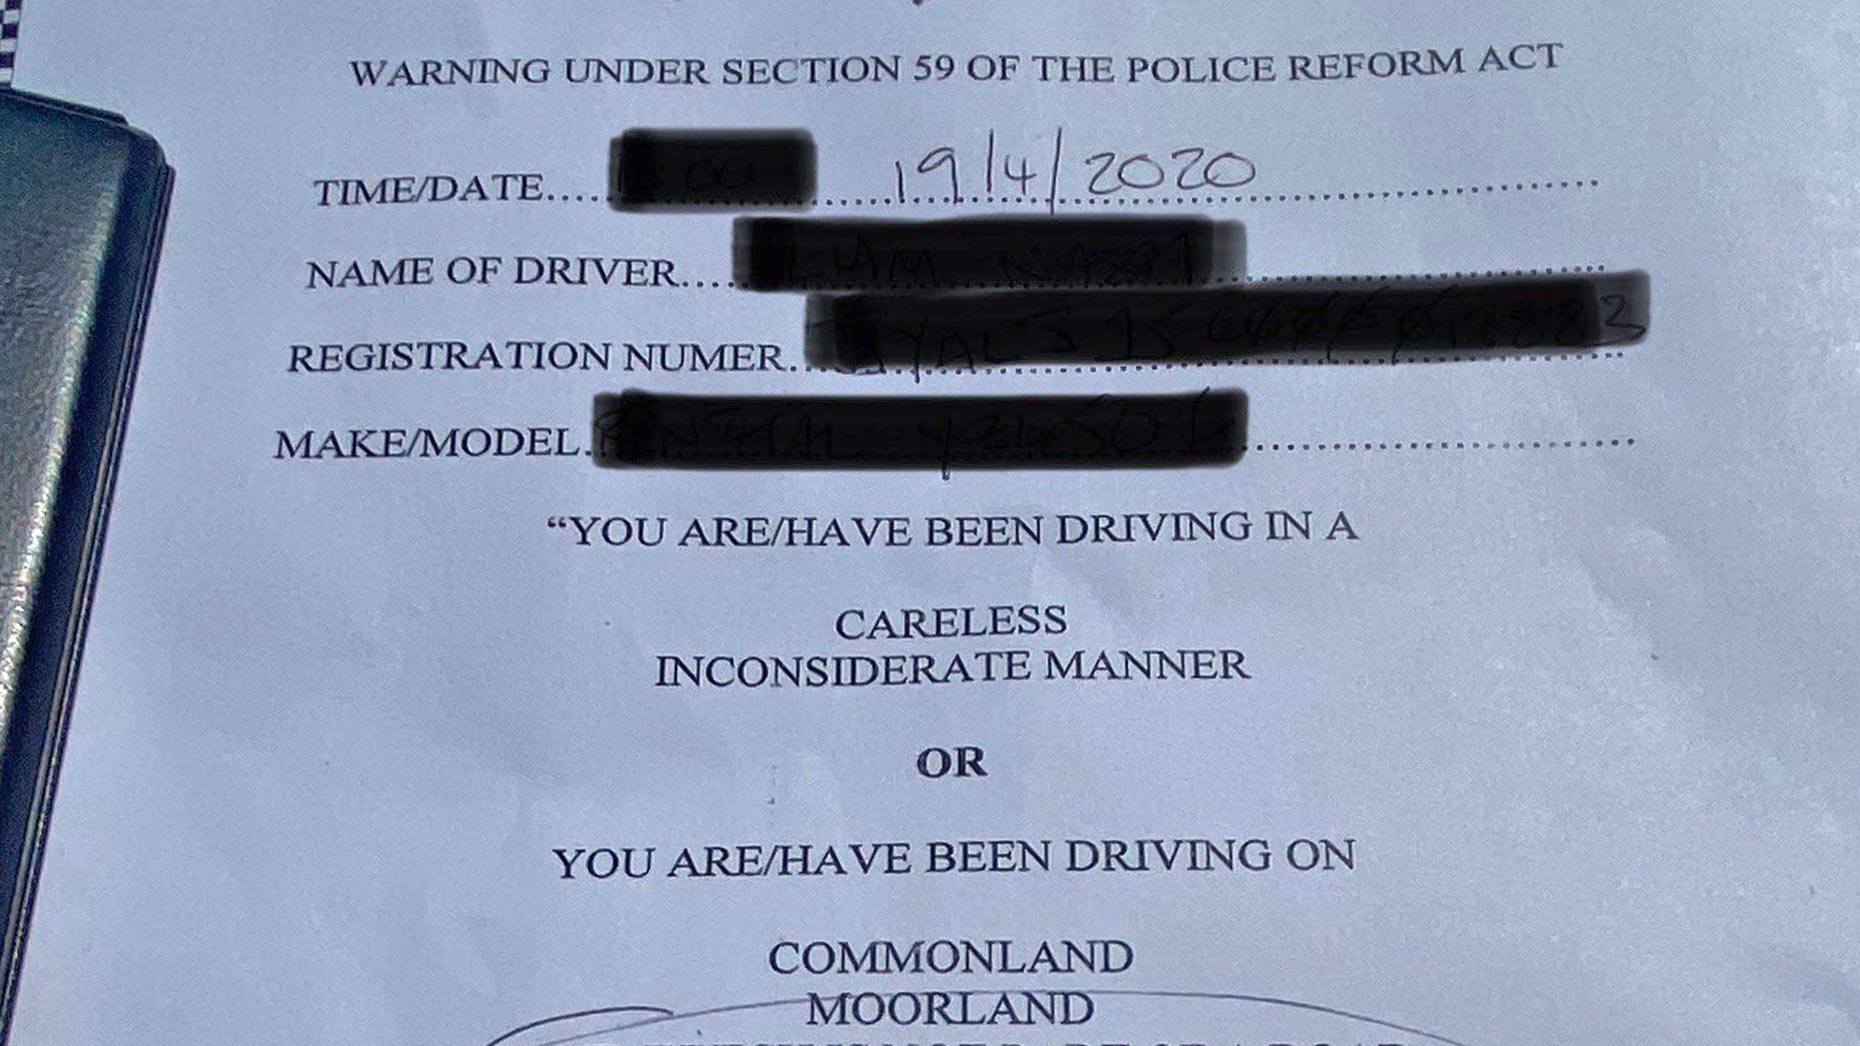 WARNING UNDER SECTION 59 OF THE POLICE REFORM ACT
TIME/DATE.... 19/4/2020
NAME OF DRIVER....
REGISTRATION NUMER..
MAKE/MODEL.
“YOU ARE/HAVE BEEN DRIVING IN A
CARELESS
INCONSIDERATE MANNER
OR
YOU ARE/HAVE BEEN DRIVING ON
COMMONLAND
MOORLAND